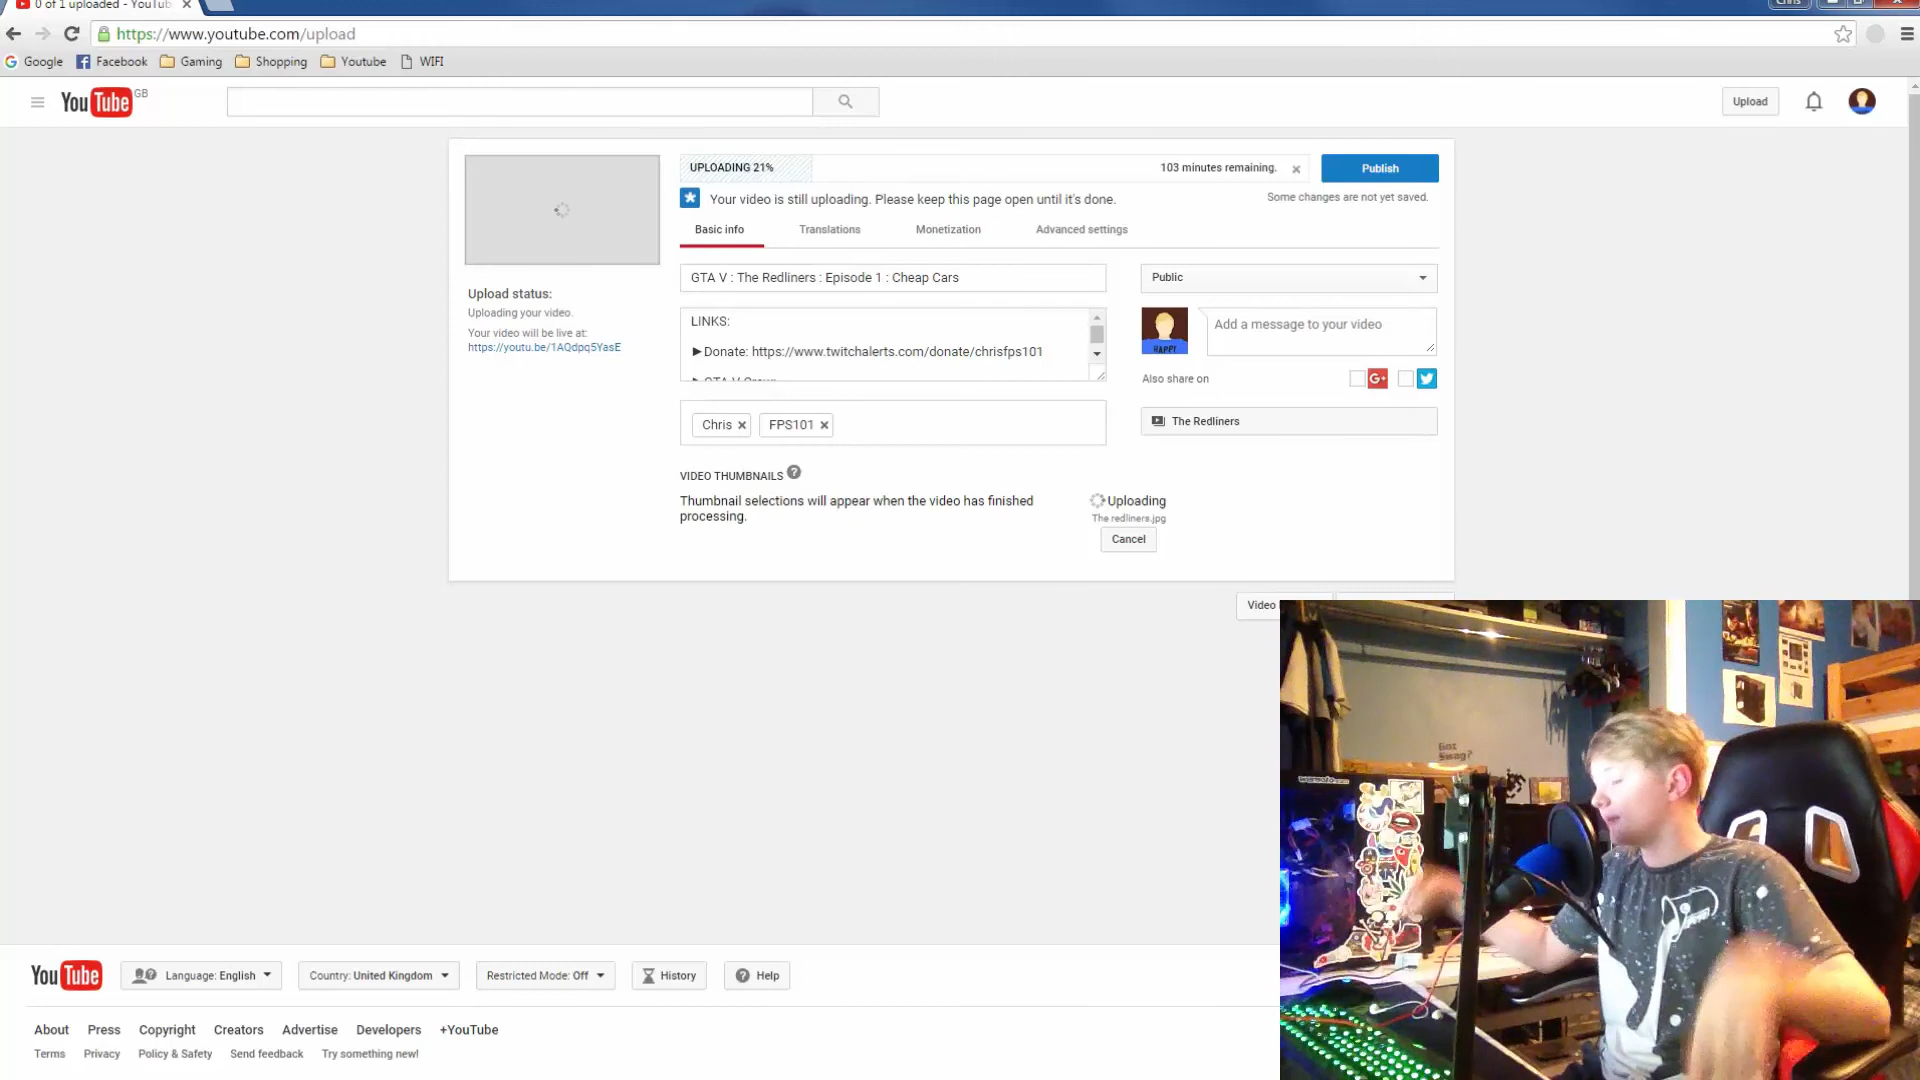 0 of 1 uploaded - YouTub
Chris
https://www.youtube.com/upload
Google
Facebook
Gaming
Shopping
Youtube
WIFI
YouTube GB
Upload
UPLOADING 21%
103 minutes remaining.
Publish
Your video is still uploading. Please keep this page open until it's done.
Some changes are not yet saved.
Basic info
Translations
Monetization
Advanced settings
GTA V : The Redliners : Episode 1 : Cheap Cars
Public
Upload status:
Uploading your video.
Your video will be live at:
https://youtu.be/1AQdpq5YasE
LINKS:
►Donate: https://www.twitchalerts.com/donate/chrisfps101
► GTA V Crew
HAPPI
Add a message to your video
Also share on
G+
Chris
FPS101
The Redliners
VIDEO THUMBNAILS ?
Thumbnail selections will appear when the video has finished
processing.
Uploading
The redliners.jpg
Cancel
Video
Got
Swag?
YouTube
Language: English
Country: United Kingdom
Restricted Mode: Off
History
Help
About
Press
Copyright
Creators
Advertise
Developers
+YouTube
Terms
Privacy
Policy & Safety
Send feedback
Try something new!